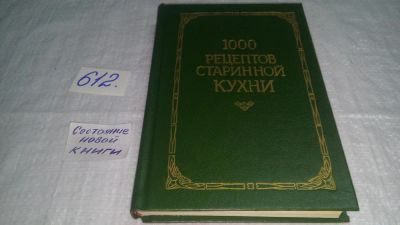 1000
РЕЦЕПТОВ
СТАРИННОЙ
КУХНИ
612.
Состояние
новой
книги